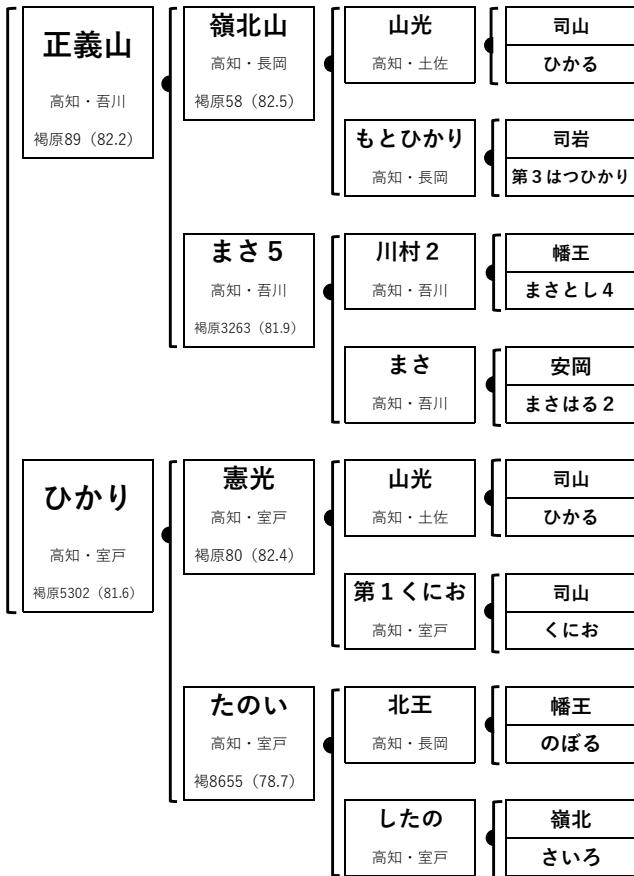 正義山
高知・吾川
褐原89（82.2）
嶺北山
高知・長岡
褐原58（82.5）
山光
高知・土佐
司山
ひかる
もとひかり
高知・長岡
司岩
第３はつひかり
まさ５
高知・吾川
褐原3263（81.9）
川村２
高知・吾川
幡王
まさとし４
まさ
高知・吾川
安岡
まさはる２
ひかり
高知・室戸
褐原5302（81.6）
憲光
高知・室戸
褐原80（82.4）
山光
高知・土佐
司山
ひかる
第１くにお
高知・室戸
司山
くにお
たのい
高知・室戸
褐8655（78.7）
北王
高知・長岡
幡王
のぼる
したの
高知・室戸
嶺北
さいろ